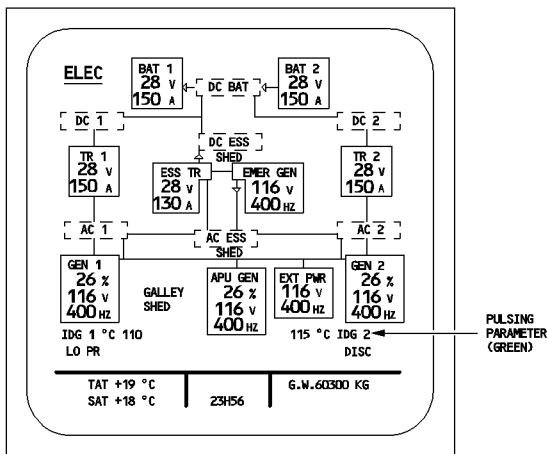 ELEC
BAT 1
28 V
150 A
DC BAT
BAT 2
28 V
150 A
DC 1
DC 2
DC ESS
SHED
TR 1
28 V
150 A
ESS TR
28 V
130 A
EMER GEN
116 V
400 HZ
TR 2
28 V
150 A
AC 1
AC ESS
SHED
AC 2
GEN 1
26 %
116 V
400 HZ
GALLEY
SHED
APU GEN
26 %
116 V
400 HZ
EXT PWR
116 V
400 HZ
GEN 2
26 %
116 V
400 HZ
IDG 1 °C 110
LO PR
115 °C IDG 2
DISC
PULSING
PARAMETER
(GREEN)
TAT +19 °C
SAT +18 °C
23H56
G.W.60300 KG